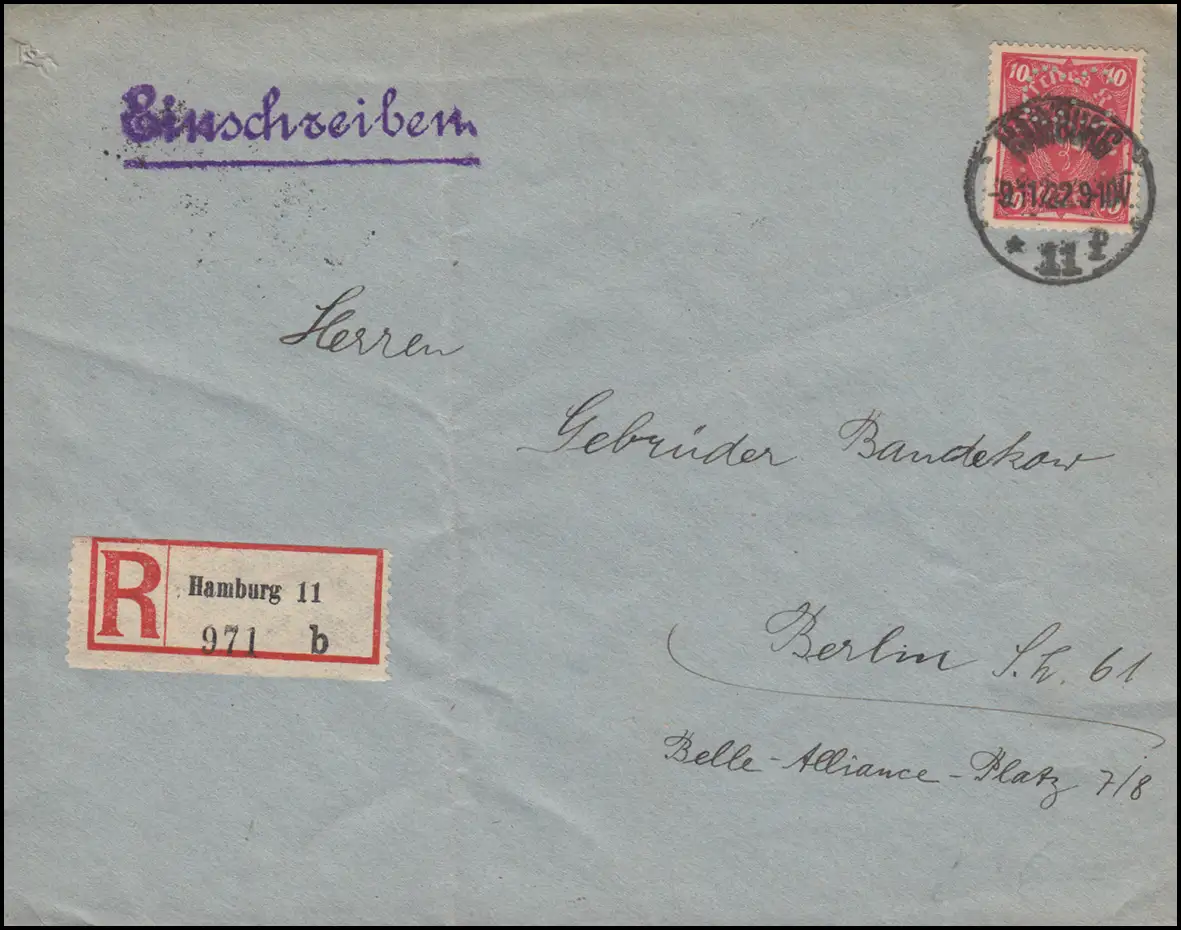 Einschreiben.
10 10
HAMBURG
-9.11.22.9-10V.
* 11 P
Herren
Gebrüder Bandekow
R Hamburg 11
971 b
Berlin S.W. 61
Belle-Alliance-Platz 7/8